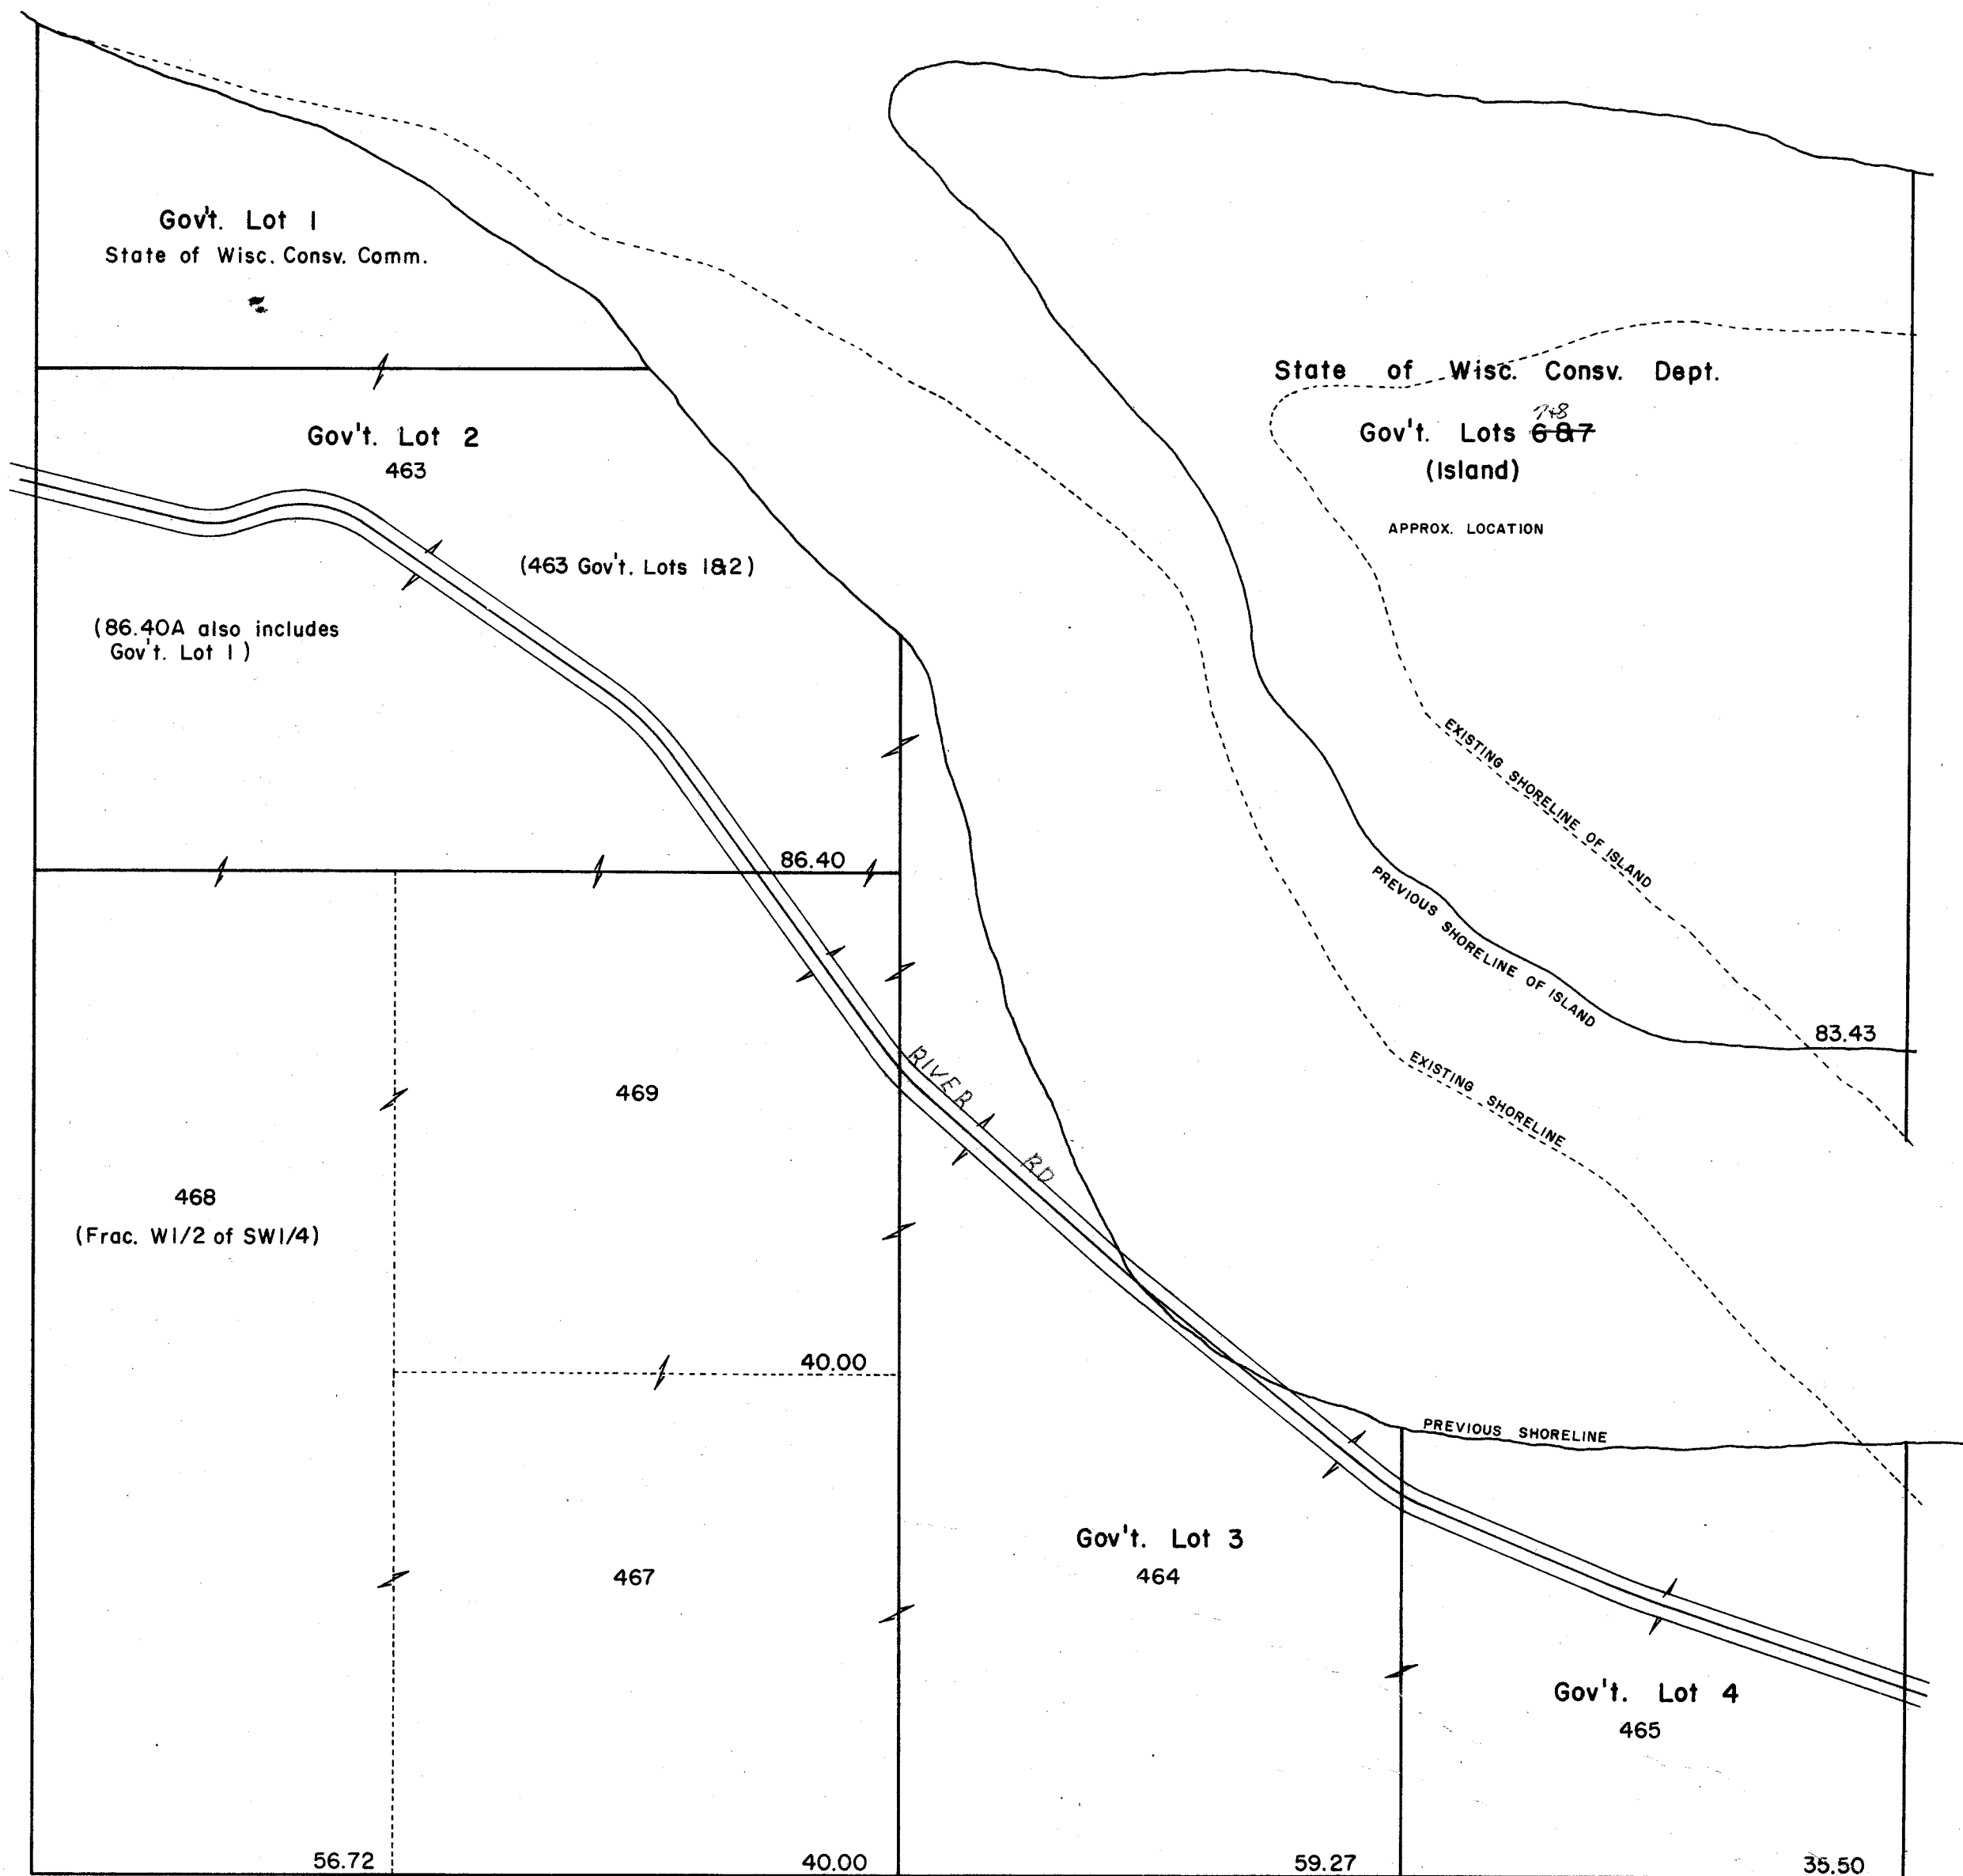 Gov't. Lot 1
State of Wisc. Consv. Comm.
State of Wisc. Consv. Dept.
7+8
Gov't. Lots 6&7
(Island)
APPROX. LOCATION
Gov't. Lot 2
463
(463 Gov't. Lots 1&2)
(86.40A also includes
Gov't. Lot 1)
EXISTING SHORELINE OF ISLAND
86.40
PREVIOUS SHORELINE OF ISLAND
83.43
RIVER RD
EXISTING SHORELINE
469
468
(Frac. W1/2 of SW1/4)
40.00
PREVIOUS SHORELINE
467
Gov't. Lot 3
464
Gov't. Lot 4
465
56.72
40.00
59.27
35.50